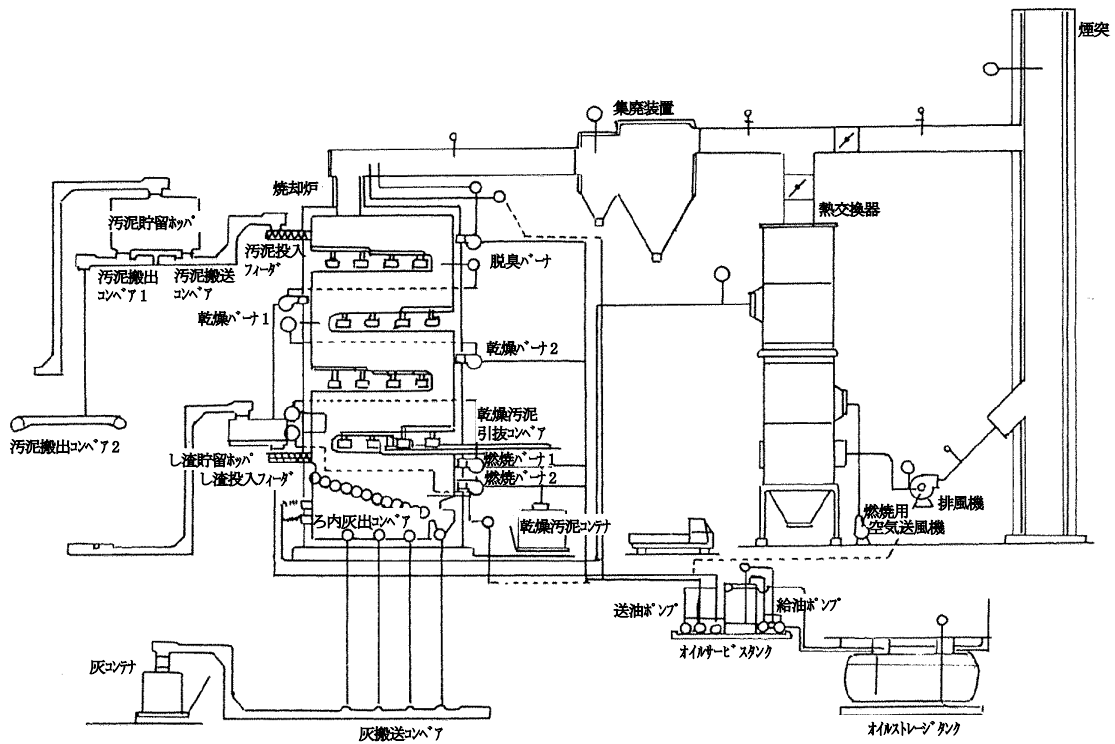 煙突
集廃装置
焼却炉
熱交換器
汚泥貯留ﾎｯﾊﾟ
汚泥投入
ﾌｨｰﾀﾞ
脱臭ﾊﾞｰﾅ
汚泥搬出
ｺﾝﾍﾞｱ1
汚泥搬送
ｺﾝﾍﾞｱ
乾燥ﾊﾞｰﾅ1
乾燥ﾊﾞｰﾅ2
汚泥搬出ｺﾝﾍﾞｱ2
乾燥汚泥
引抜ｺﾝﾍﾞｱ
し渣貯留ﾎｯﾊﾟ
し渣投入ﾌｨｰﾀﾞ
燃焼ﾊﾞｰﾅ1
燃焼ﾊﾞｰﾅ2
ろ内灰出ｺﾝﾍﾞｱ
乾燥汚泥ｺﾝﾃﾅ
排風機
燃焼用
空気送風機
送油ﾎﾟﾝﾌﾟ
給油ﾎﾟﾝﾌﾟ
ｵｲﾙｻｰﾋﾞｽﾀﾝｸ
灰ｺﾝﾃﾅ
灰搬送ｺﾝﾍﾞｱ
ｵｲﾙｽﾄﾚｰｼﾞﾀﾝｸ